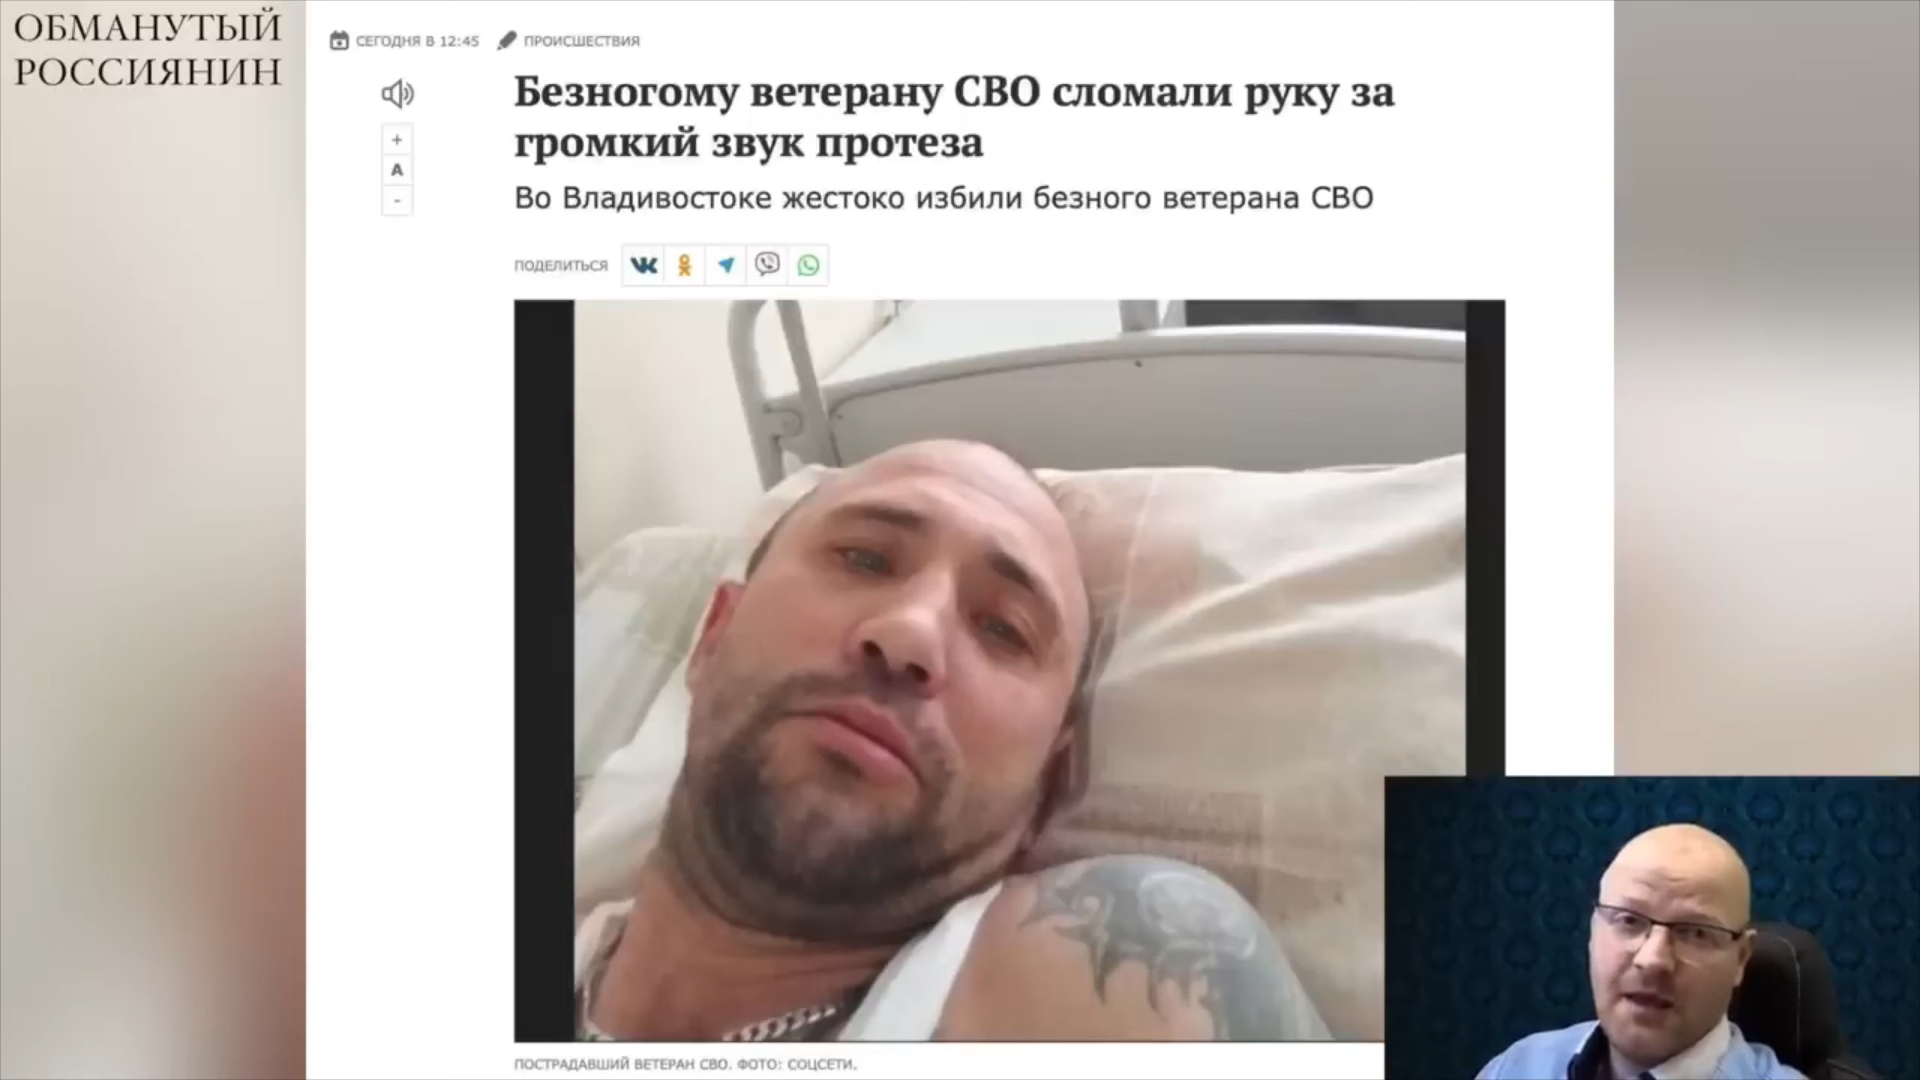 ОБМАНУТЫЙ
РОССИЯНИН
СЕГОДНЯ В 12:45 ПРОИСШЕСТВИЯ
Безногому ветерану СВО сломали руку за
громкий звук протеза
Во Владивостоке жестоко избили безного ветерана СВО
+
А
-
ПОДЕЛИТЬСЯ
ПОСТРАДАВШИЙ ВЕТЕРАН СВО. ФОТО: СОЦСЕТИ.